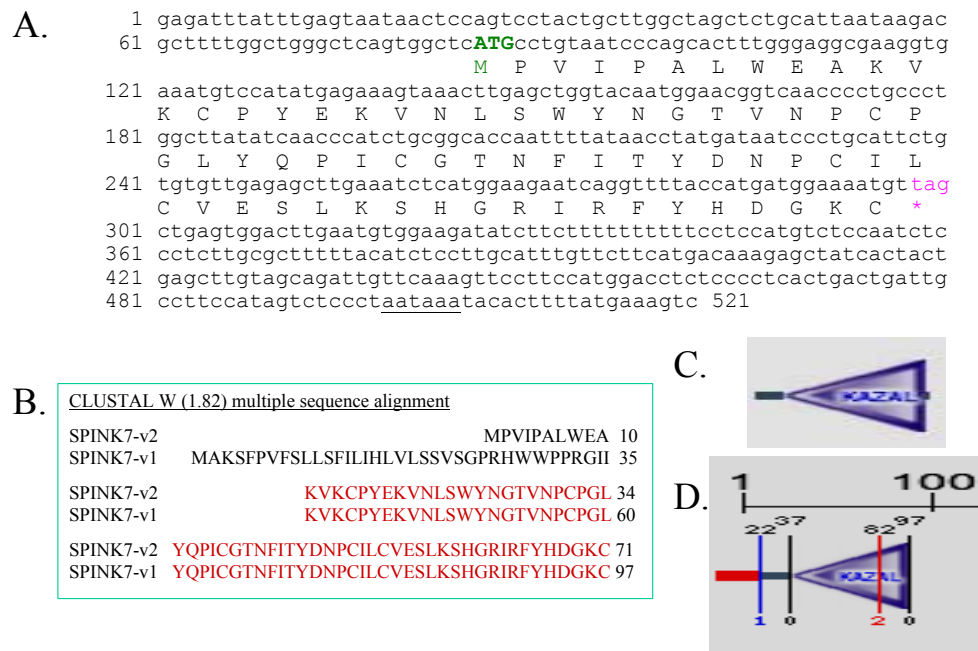 A.
1 gagatttatttgagtaataactccagtcctactgcttggctagctctgcattaataagac
61 gcttttggctgggctcagtggctcATGcctgtaatcccagcactttgggaggcgaaggtg
M P V I P A L W E A K V
121 aaatgtccatatgagaaagtaaacttgagctggtacaatggaacggtcaacccctgccct
K C P Y E K V N L S W Y N G T V N P C P
181 ggcttatatcaacccatctgcggcaccaattttataacctatgataatccctgcattctg
G L Y Q P I C G T N F I T Y D N P C I L
241 tgtgttgagagcttgaaatctcatggaagaatcaggttttaccatgatggaaaatgttag
C V E S L K S H G R I R F Y H D G K C *
301 ctgagtggacttgaatgtggaagatatcttctttttttttttcctccatgtctccaatctc
361 cctcttgcgctttttacatctccttgctttgttcttcatgacaaagagctatcactact
421 gagcttgtagcagattgttcaaagttccttccatggacctctcccctcactgactgattg
481 ccttccatagtctccctaataaatacacttttatgaaagtc 521
B.
CLUSTAL W (1.82) multiple sequence alignment
SPINK7-v2 MPVIPALWEA 10
SPINK7-v1 MAKSFPVFSLLSFILIHLVLSSVSGPRHWWPPRGII 35
SPINK7-v2 KVKCPYEKVNLSWYNGTVNPCPGL 34
SPINK7-v1 KVKCPYEKVNLSWYNGTVNPCPGL 60
SPINK7-v2 YQPICGTNFITYDNPCILCVESLKSHGRIRFYHDGKC 71
SPINK7-v1 YQPICGTNFITYDNPCILCVESLKSHGRIRFYHDGKC 97
C.
KAZAL
D.
1 100
22 37 82 97
KAZAL
1 0 2 0